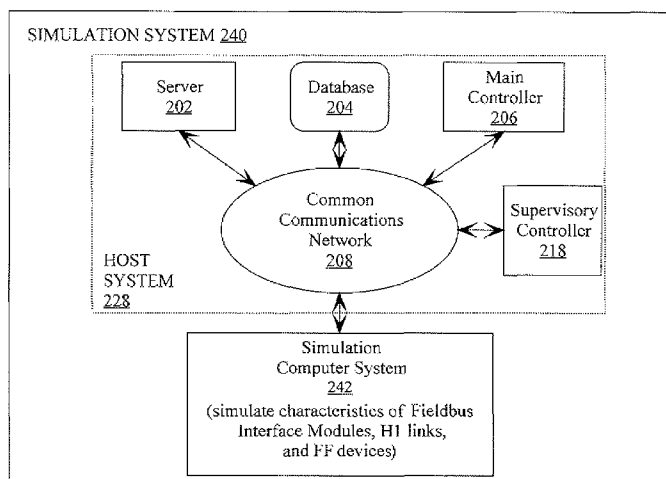 SIMULATION SYSTEM 240
Server
202
Database
204
Main
Controller
206
Common
Communications
Network
208
Supervisory
Controller
218
HOST
SYSTEM
228
Simulation
Computer System
242
(simulate characteristics of Fieldbus
Interface Modules, H1 links,
and FF devices)